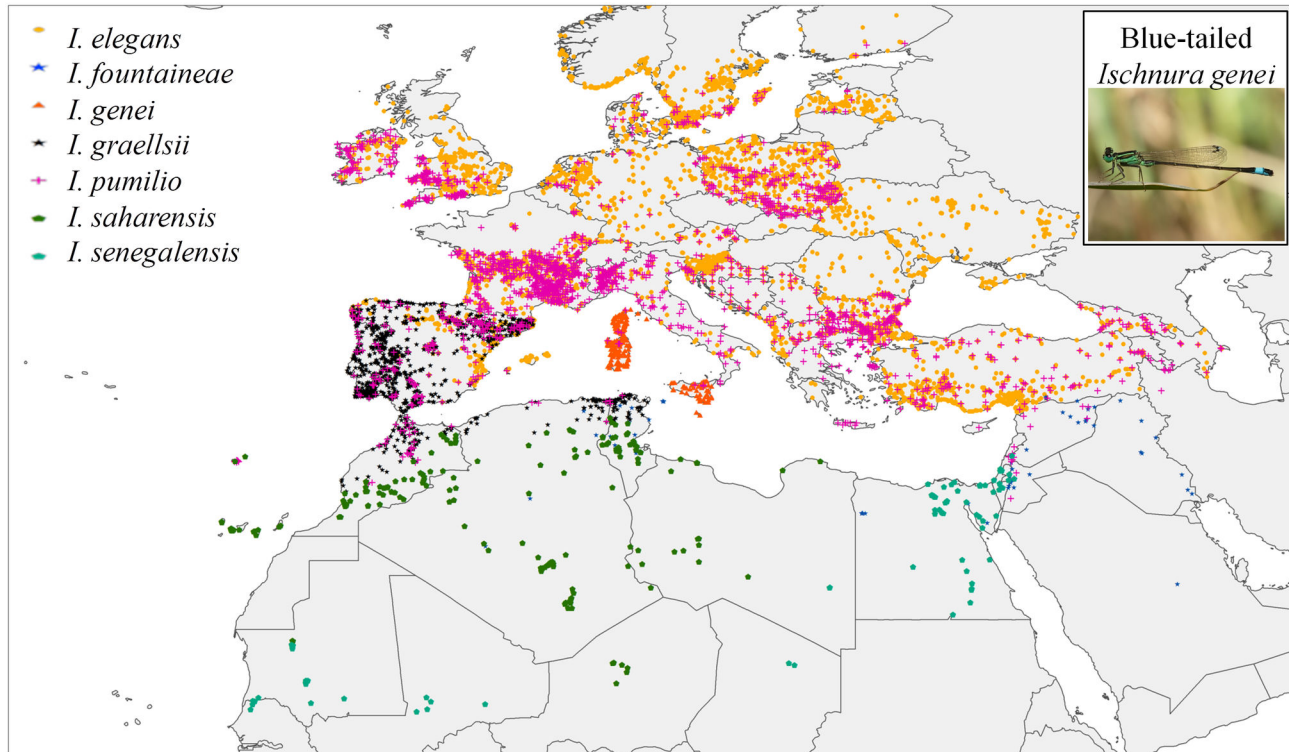 I. elegans
I. fountaineae
I. genei
I. graellsii
I. pumilio
I. saharensis
I. senegalensis
Blue-tailed
Ischnura genei